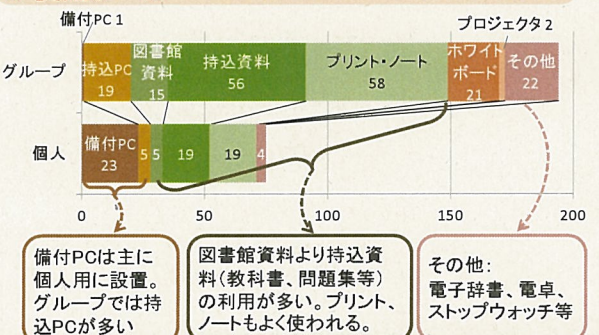 備付PC 1
プロジェクタ 2
グループ
持込PC
19
図書館
資料
15
持込資料
56
プリント・ノート
58
ホワイト
ボード
21
その他
22
個人
備付PC
23
5
5
19
19
4
0
50
100
150
200
備付PCは主に
個人用に設置。
グループでは持
込PCが多い
図書館資料より持込資
料(教科書、問題集等)
の利用が多い。プリント、
ノートもよく使われる。
その他:
電子辞書、電卓、
ストップウォッチ等